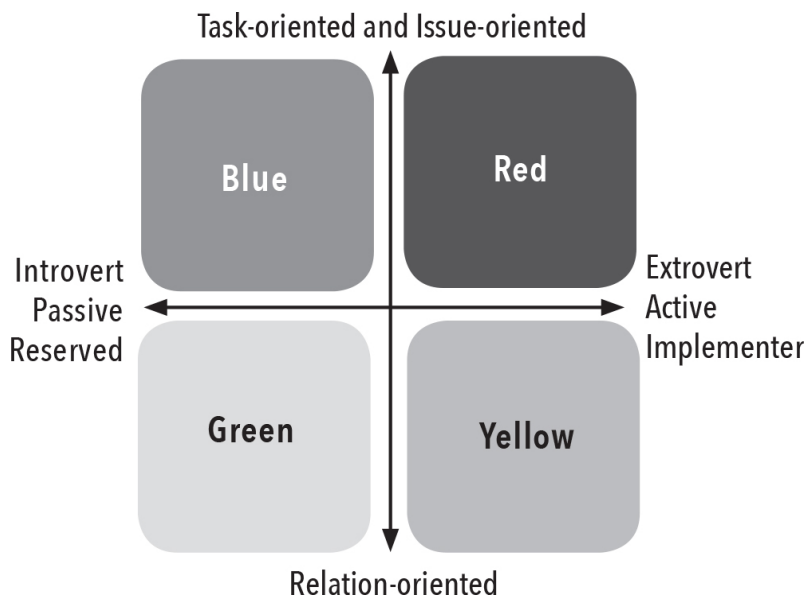 Task-oriented and Issue-oriented
Blue
Red
Introvert
Passive
Reserved
Extrovert
Active
Implementer
Green
Yellow
Relation-oriented